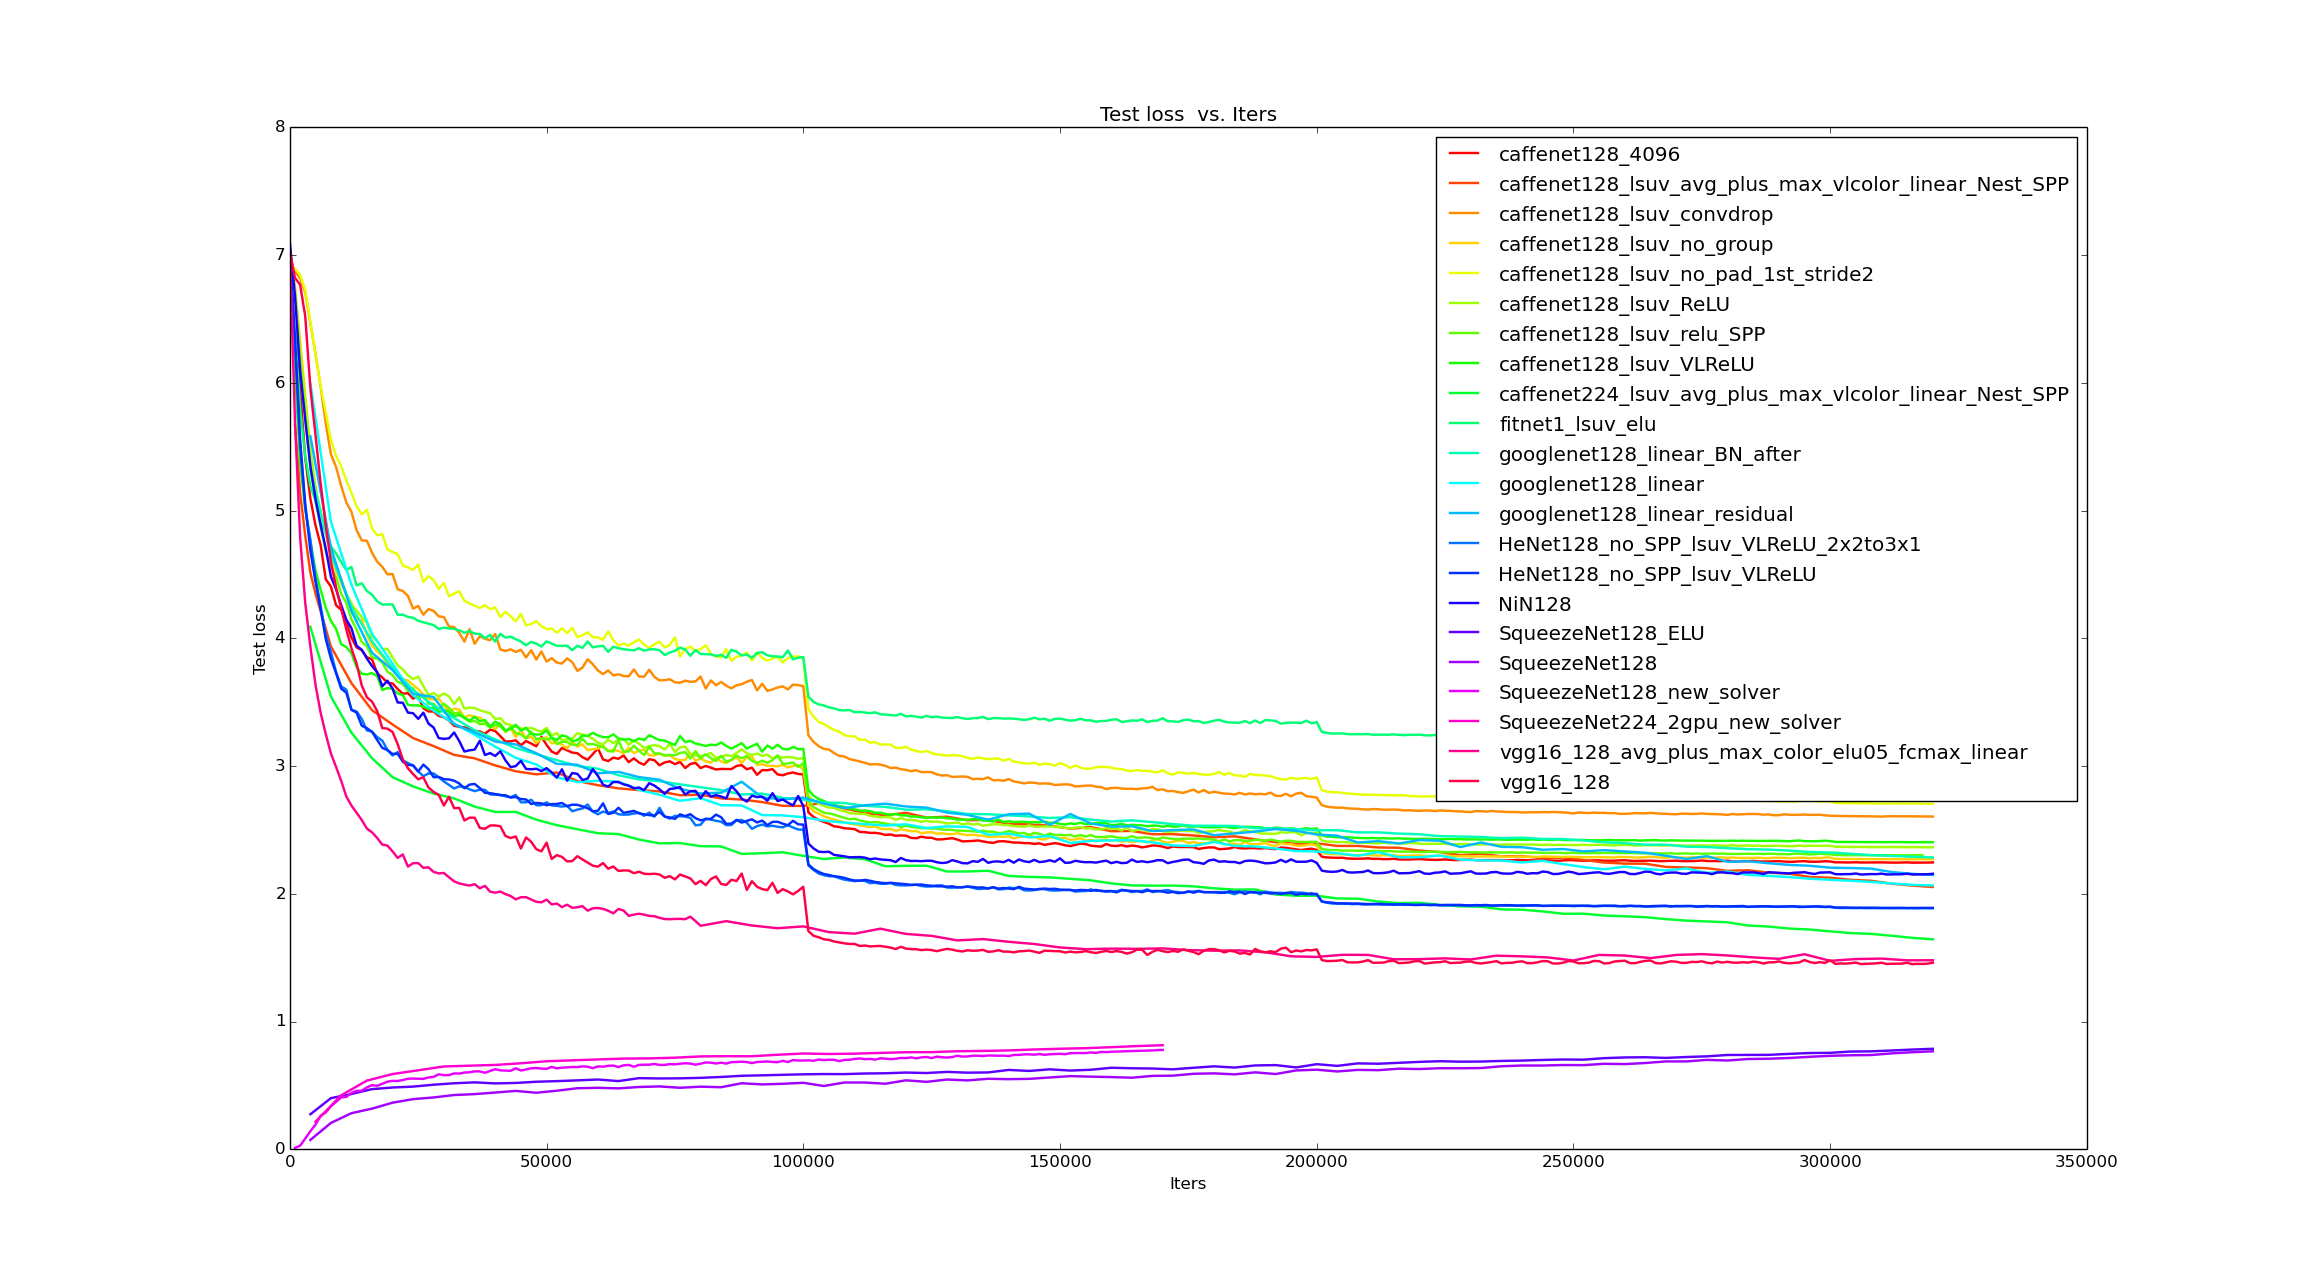 Test loss  vs. Iters
8
7
6
5
4
3
2
1
0
Test loss
0
50000
100000
150000
200000
250000
300000
350000
Iters
caffenet128_4096
caffenet128_lsuv_avg_plus_max_vlcolor_linear_Nest_SPP
caffenet128_lsuv_convdrop
caffenet128_lsuv_no_group
caffenet128_lsuv_no_pad_1st_stride2
caffenet128_lsuv_ReLU
caffenet128_lsuv_relu_SPP
caffenet128_lsuv_VLReLU
caffenet224_lsuv_avg_plus_max_vlcolor_linear_Nest_SPP
fitnet1_lsuv_elu
googlenet128_linear_BN_after
googlenet128_linear
googlenet128_linear_residual
HeNet128_no_SPP_lsuv_VLReLU_2x2to3x1
HeNet128_no_SPP_lsuv_VLReLU
NiN128
SqueezeNet128_ELU
SqueezeNet128
SqueezeNet128_new_solver
SqueezeNet224_2gpu_new_solver
vgg16_128_avg_plus_max_color_elu05_fcmax_linear
vgg16_128